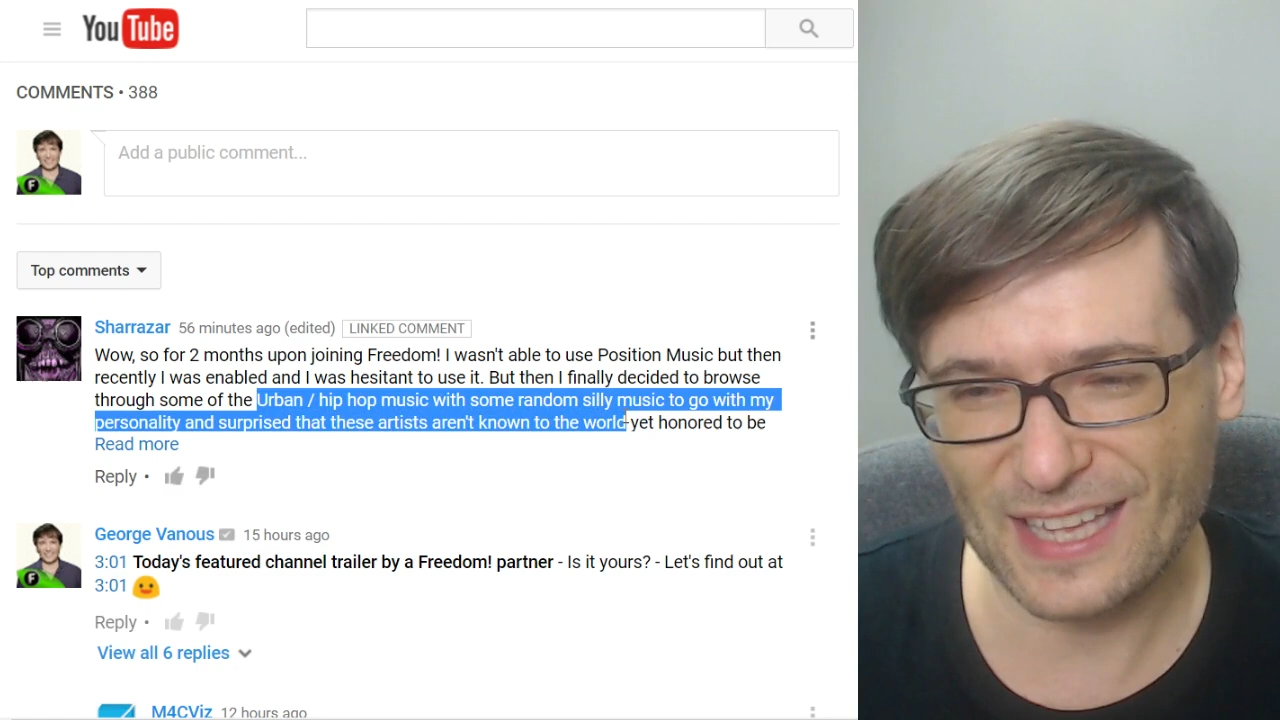 YouTube
COMMENTS • 388
Add a public comment...
Top comments
Sharrazar 56 minutes ago (edited) LINKED COMMENT
Wow, so for 2 months upon joining Freedom! I wasn't able to use Position Music but then
recently I was enabled and I was hesitant to use it. But then I finally decided to browse
through some of the Urban / hip hop music with some random silly music to go with my
personality and surprised that these artists aren't known to the world-yet honored to be
Read more
Reply •
George Vanous 15 hours ago
3:01 Today's featured channel trailer by a Freedom! partner - Is it yours? - Let's find out at
3:01
Reply •
View all 6 replies
M4CViz 12 hours ago